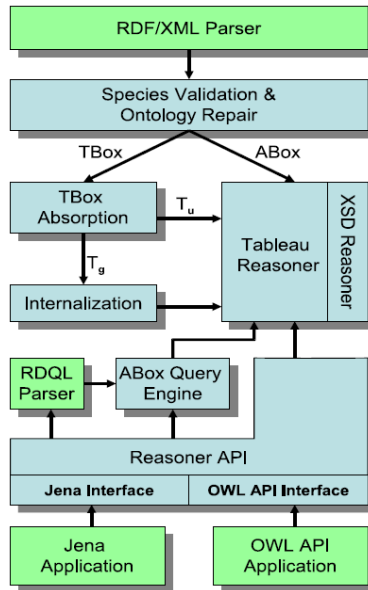 RDF/XML Parser
Species Validation &
Ontology Repair
TBox
ABox
TBox
Absorption
Tu
Tableau
Reasoner
XSD Reasoner
Tg
Internalization
RDQL
Parser
ABox Query
Engine
Reasoner API
Jena Interface
OWL API Interface
Jena
Application
OWL API
Application